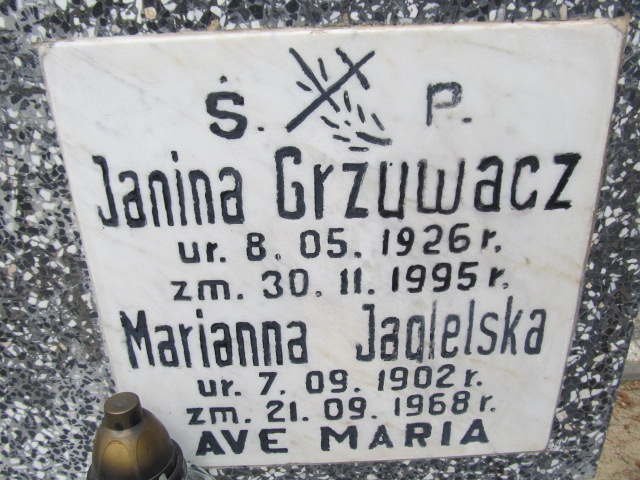 Ś. P.
Janina Grzuwacz
ur. 8. 05. 1926 r.
zm. 30. 11. 1995 r.
Marianna Jagielska
ur. 7. 09. 1902 r.
zm. 21. 09. 1968 r.
AVE MARIA